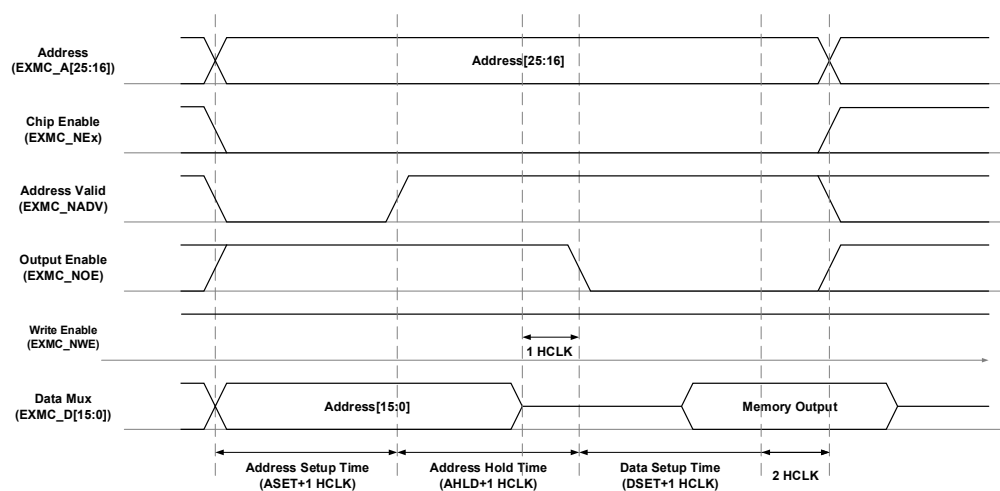 Address
(EXMC_A[25:16])
Address[25:16]
Chip Enable
(EXMC_NEx)
Address Valid
(EXMC_NADV)
Output Enable
(EXMC_NOE)
Write Enable
(EXMC_NWE)
1 HCLK
Data Mux
(EXMC_D[15:0])
Address[15:0]
Memory Output
Address Setup Time
(ASET+1 HCLK)
Address Hold Time
(AHLD+1 HCLK)
Data Setup Time
(DSET+1 HCLK)
2 HCLK